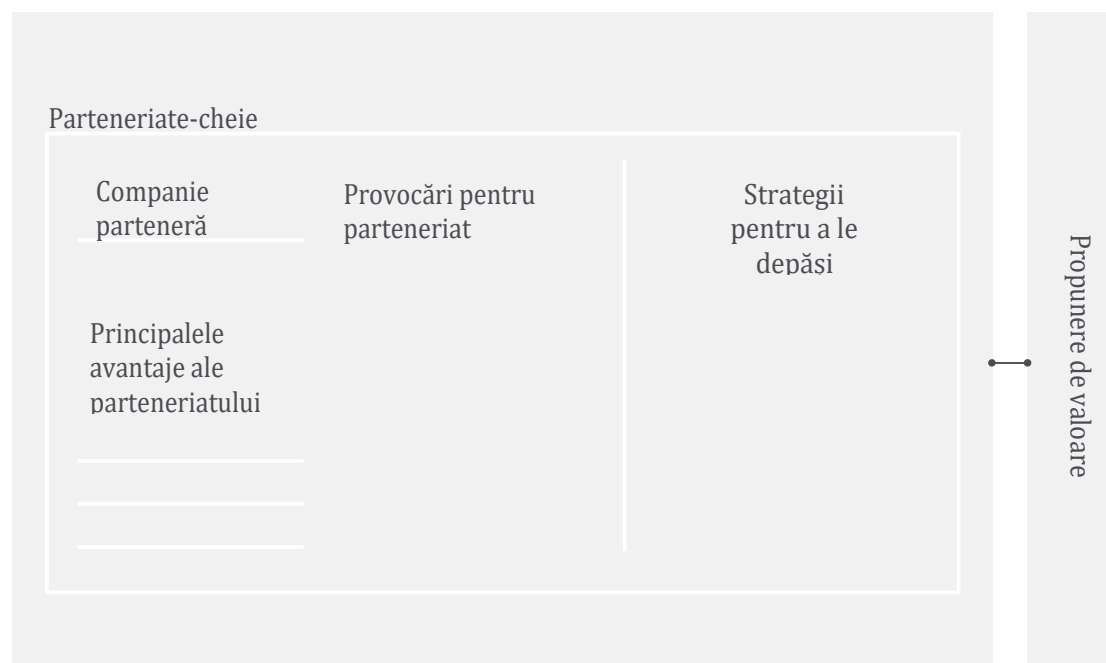 Parteneriate-cheie
Companie
parteneră
Principalele
avantaje ale
parteneriatului
Provocări pentru
parteneriat
Strategii
pentru a le
depăși
Propunere de valoare